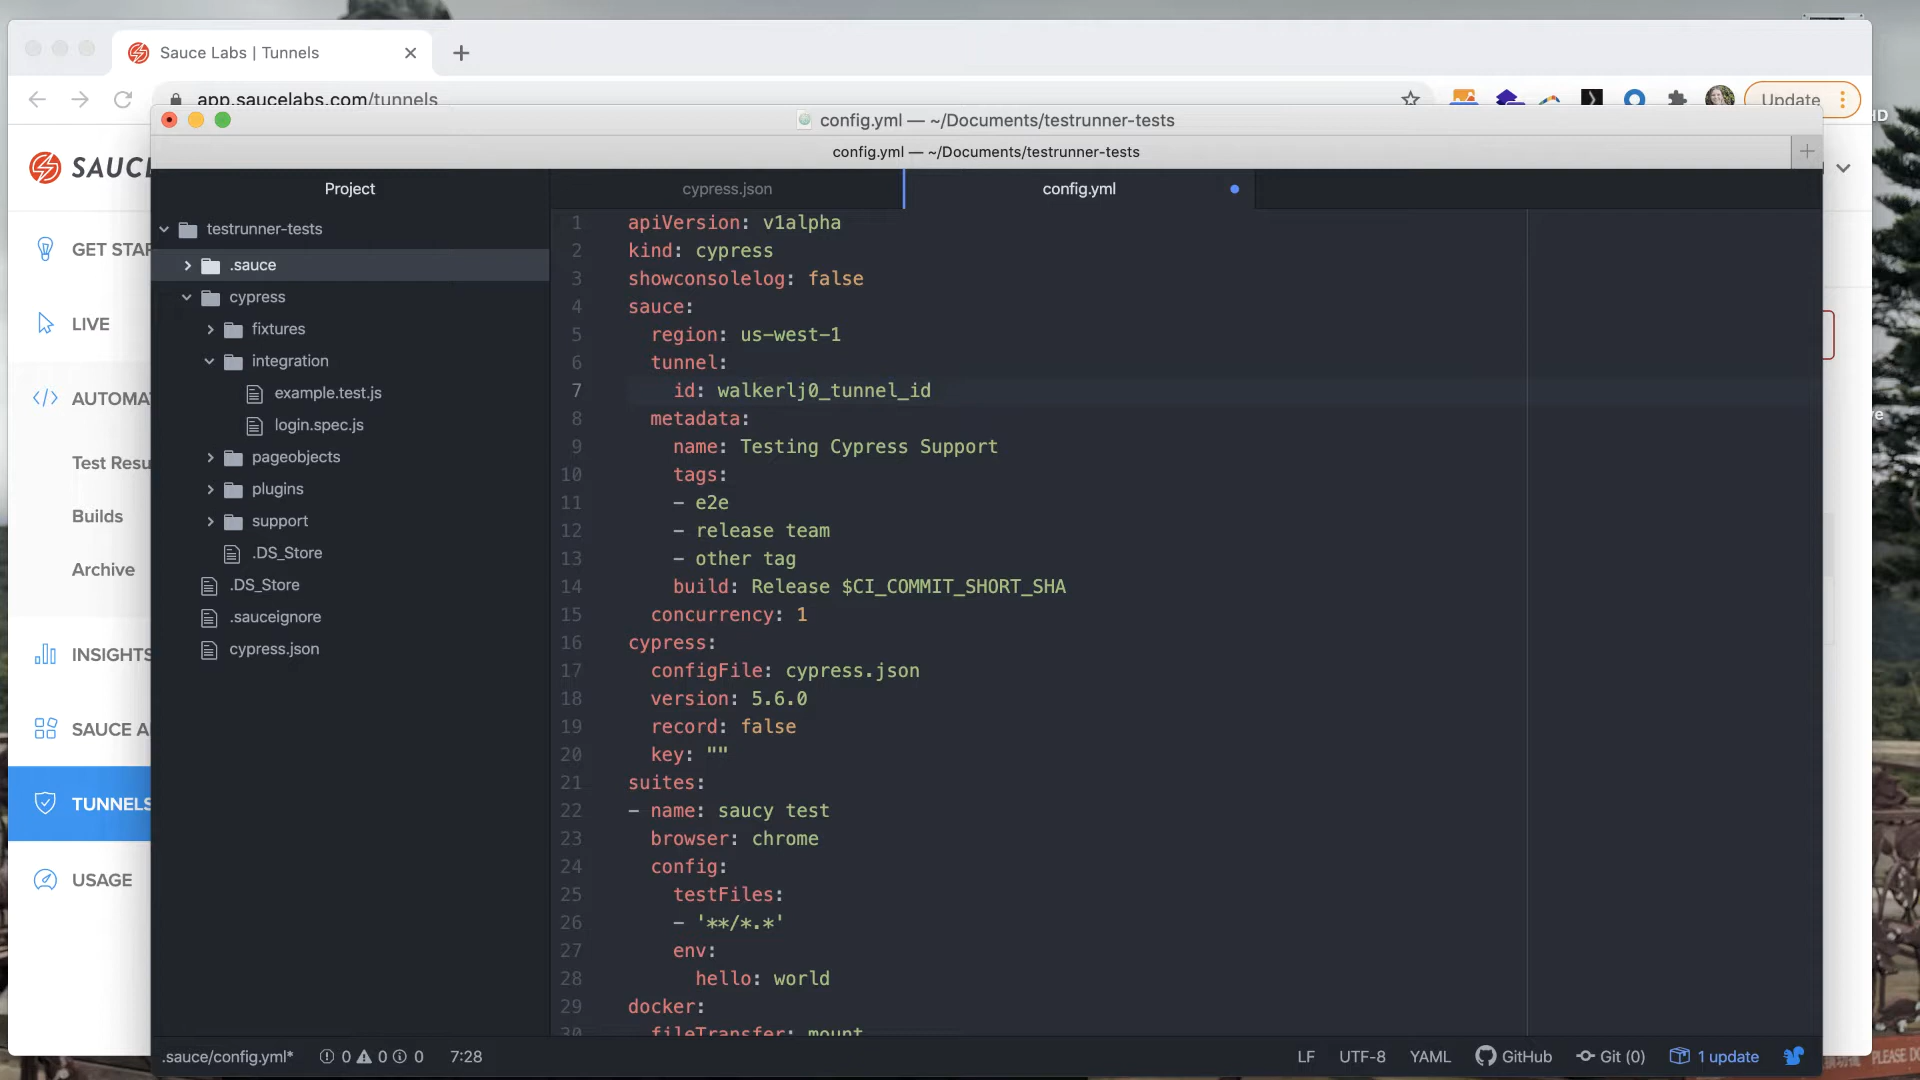 Sauce Labs | Tunnels
app.saucelabs.com/tunnels
Update
config.yml — ~/Documents/testrunner-tests
config.yml — ~/Documents/testrunner-tests
SAUCE
GET STAR
LIVE
AUTOMA
Test Resu
Builds
Archive
INSIGHTS
SAUCE A
TUNNELS
USAGE
Project
testrunner-tests
.sauce
cypress
fixtures
integration
example.test.js
login.spec.js
pageobjects
plugins
support
.DS_Store
.DS_Store
.sauceignore
cypress.json
cypress.json
config.yml
1 apiVersion: v1alpha
2 kind: cypress
3 showconsolelog: false
4 sauce:
5 region: us-west-1
6 tunnel:
7 id: walkerlj0_tunnel_id
8 metadata:
9 name: Testing Cypress Support
10 tags:
11 - e2e
12 - release team
13 - other tag
14 build: Release $CI_COMMIT_SHORT_SHA
15 concurrency: 1
16 cypress:
17 configFile: cypress.json
18 version: 5.6.0
19 record: false
20 key: ""
21 suites:
22 - name: saucy test
23 browser: chrome
24 config:
25 testFiles:
26 - '**/*.*'
27 env:
28 hello: world
29 docker:
30 fileTransfer: mount
.sauce/config.yml* 0 0 0 7:28
LF UTF-8 YAML GitHub Git (0) 1 update
PLEASE DO